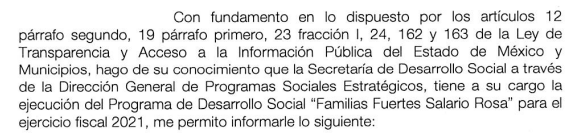 Con fundamento en lo dispuesto por los artículos 12
párrafo segundo, 19 párrafo primero, 23 fracción I, 24, 162 y 163 de la Ley de
Transparencia y Acceso a la Información Pública del Estado de México y
Municipios, hago de su conocimiento que la Secretaría de Desarrollo Social a través
de la Dirección General de Programas Sociales Estratégicos, tiene a su cargo la
ejecución del Programa de Desarrollo Social “Familias Fuertes Salario Rosa” para el
ejercicio fiscal 2021, me permito informarle lo siguiente: